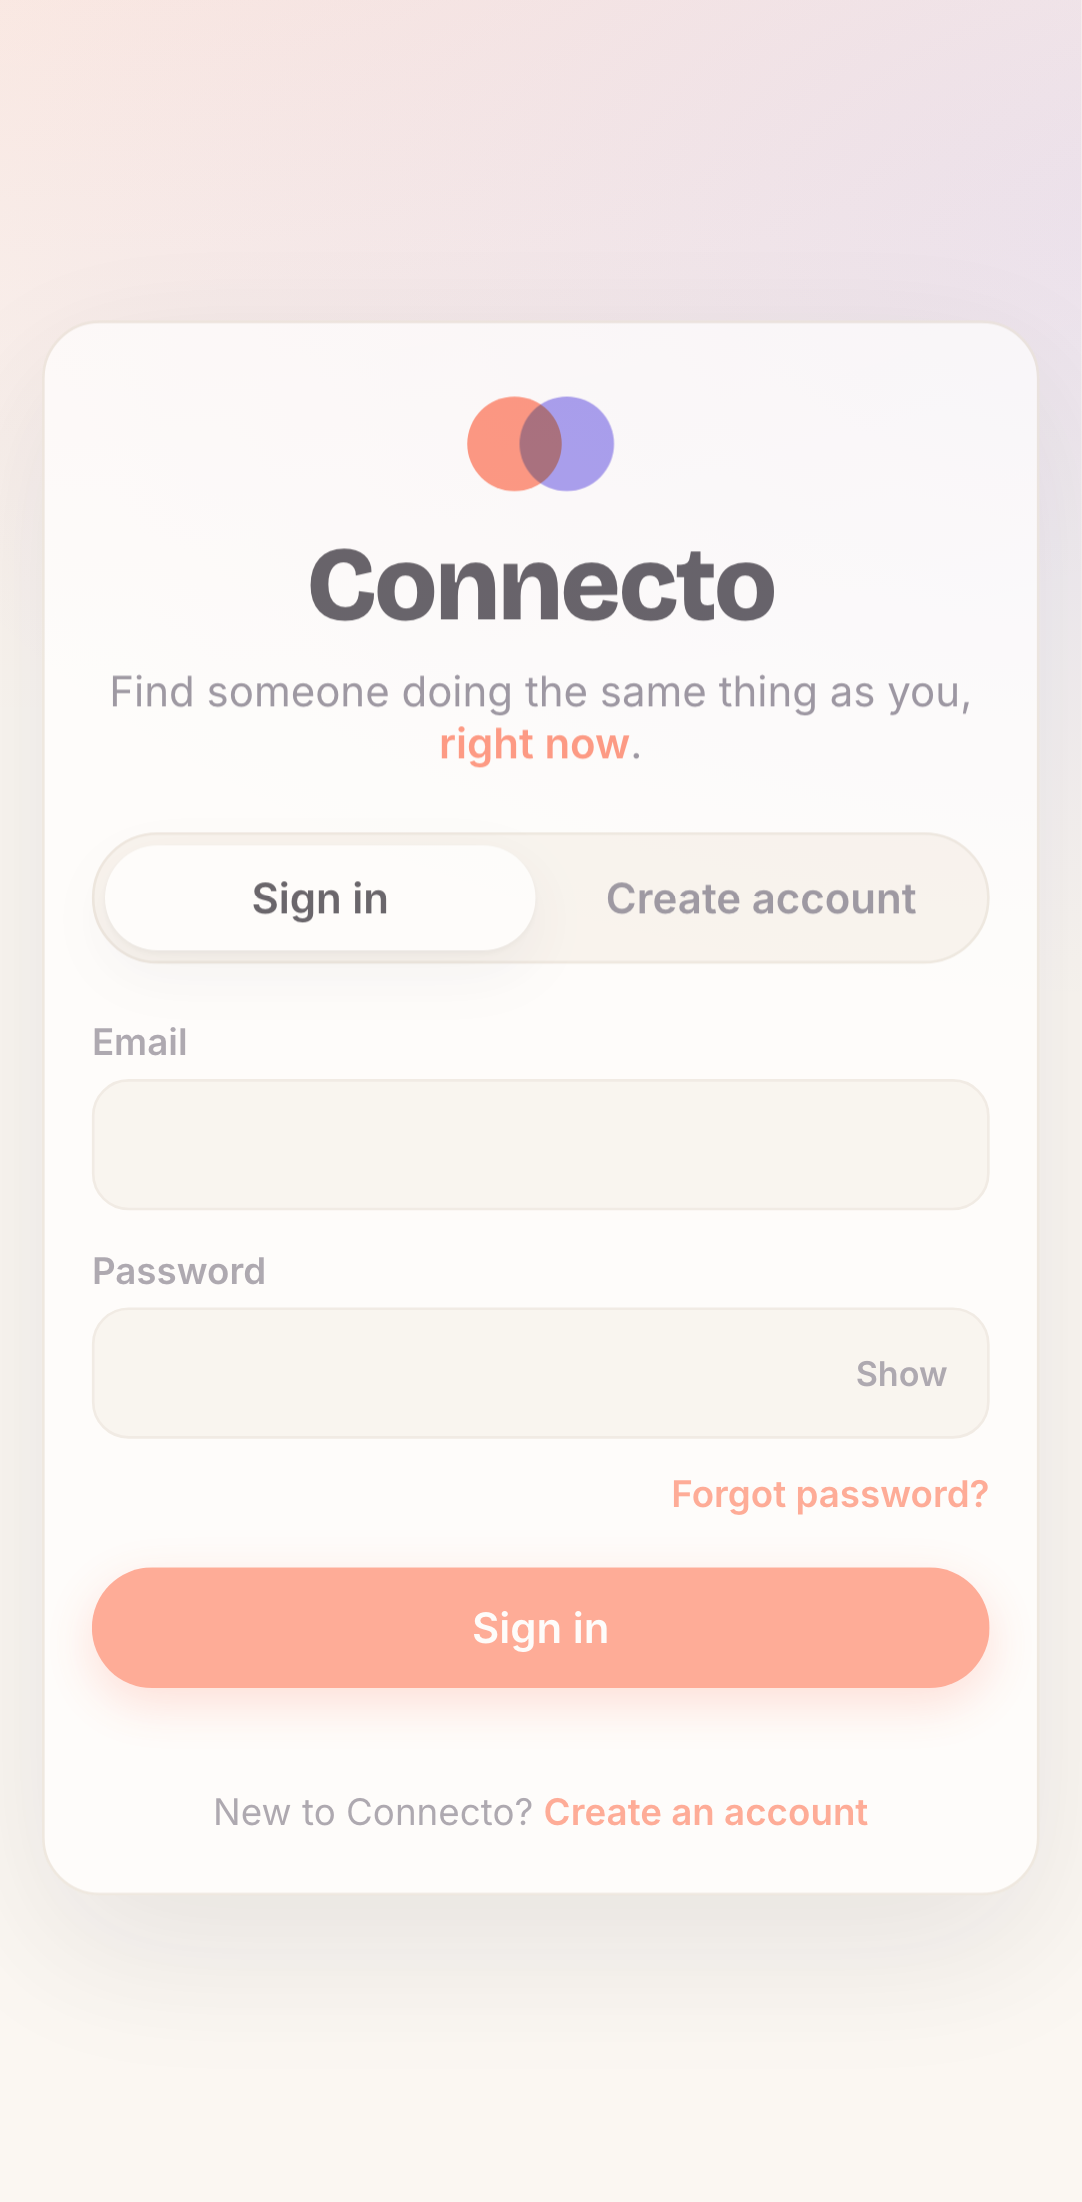 Connecto
Find someone doing the same thing as you,
right now.
Sign in
Create account
Email
Password
Show
Forgot password?
Sign in
New to Connecto? Create an account